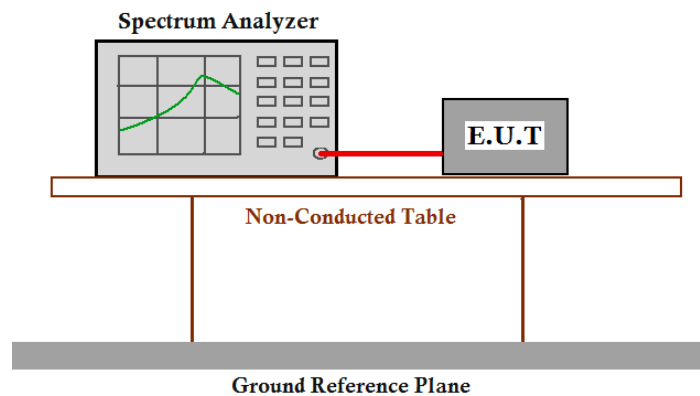 Spectrum Analyzer
E.U.T
Non-Conducted Table
Ground Reference Plane